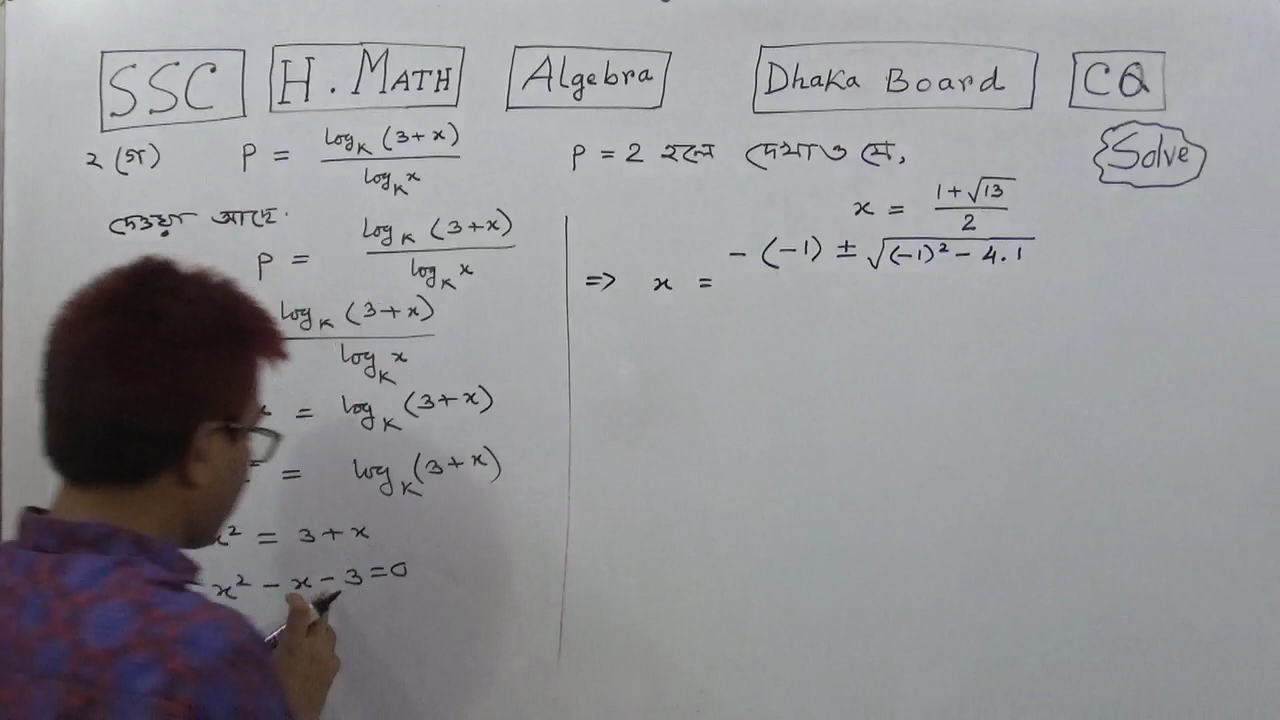 SSC H. MATH Algebra Dhaka Board CQ
২ (গ) P = log_K (3+x) / log_K x P = 2 হলে দেখাও যে, Solve
x = (1+√13) / 2
দেওয়া আছে.
P = log_K (3+x) / log_K x
log_K (3+x) / log_K x
= log_K (3+x)
= log_K (3+x)
x² = 3+x
x² − x − 3 = 0
=> x = − (−1) ± √(−1)² − 4.1